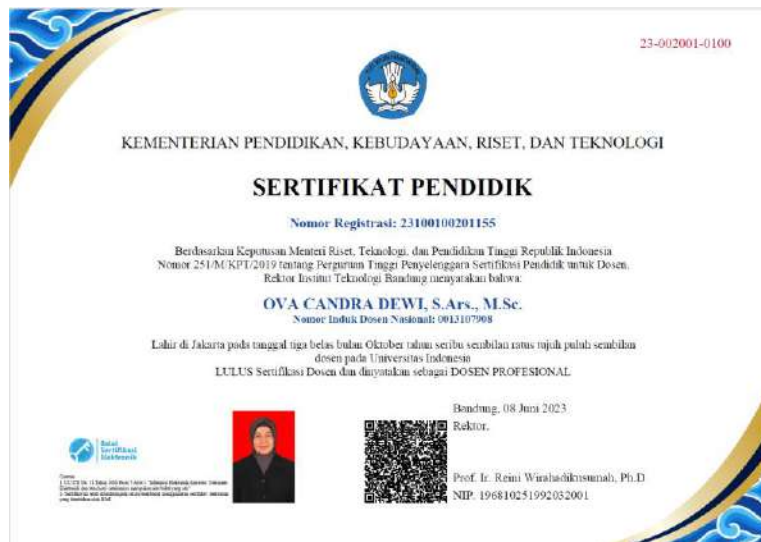 23-002001-0100
KEMENTERIAN PENDIDIKAN, KEBUDAYAAN, RISET, DAN TEKNOLOGI
SERTIFIKAT PENDIDIK
Nomor Registrasi: 23100100201155
Berdasarkan Keputusan Menteri Riset, Teknologi, dan Pendidikan Tinggi Republik Indonesia
Nomor 251/M/KPT/2019 tentang Perguruan Tinggi Penyelenggara Sertifikasi Pendidik untuk Dosen,
Rektor Institut Teknologi Bandung menyatakan bahwa:
OVA CANDRA DEWI, S.Ars., M.Sc.
Nomor Induk Dosen Nasional: 0013107908
Lahir di Jakarta pada tanggal tiga belas bulan Oktober tahun seribu sembilan ratus tujuh puluh sembilan
dosen pada Universitas Indonesia
LULUS Sertifikasi Dosen dan dinyatakan sebagai DOSEN PROFESIONAL
Bandung, 08 Juni 2023
Rektor,
Balai
Sertifikasi
Elektronik
Prof. Ir. Reini Wirahadikusumah, Ph.D
NIP. 196810251992032001